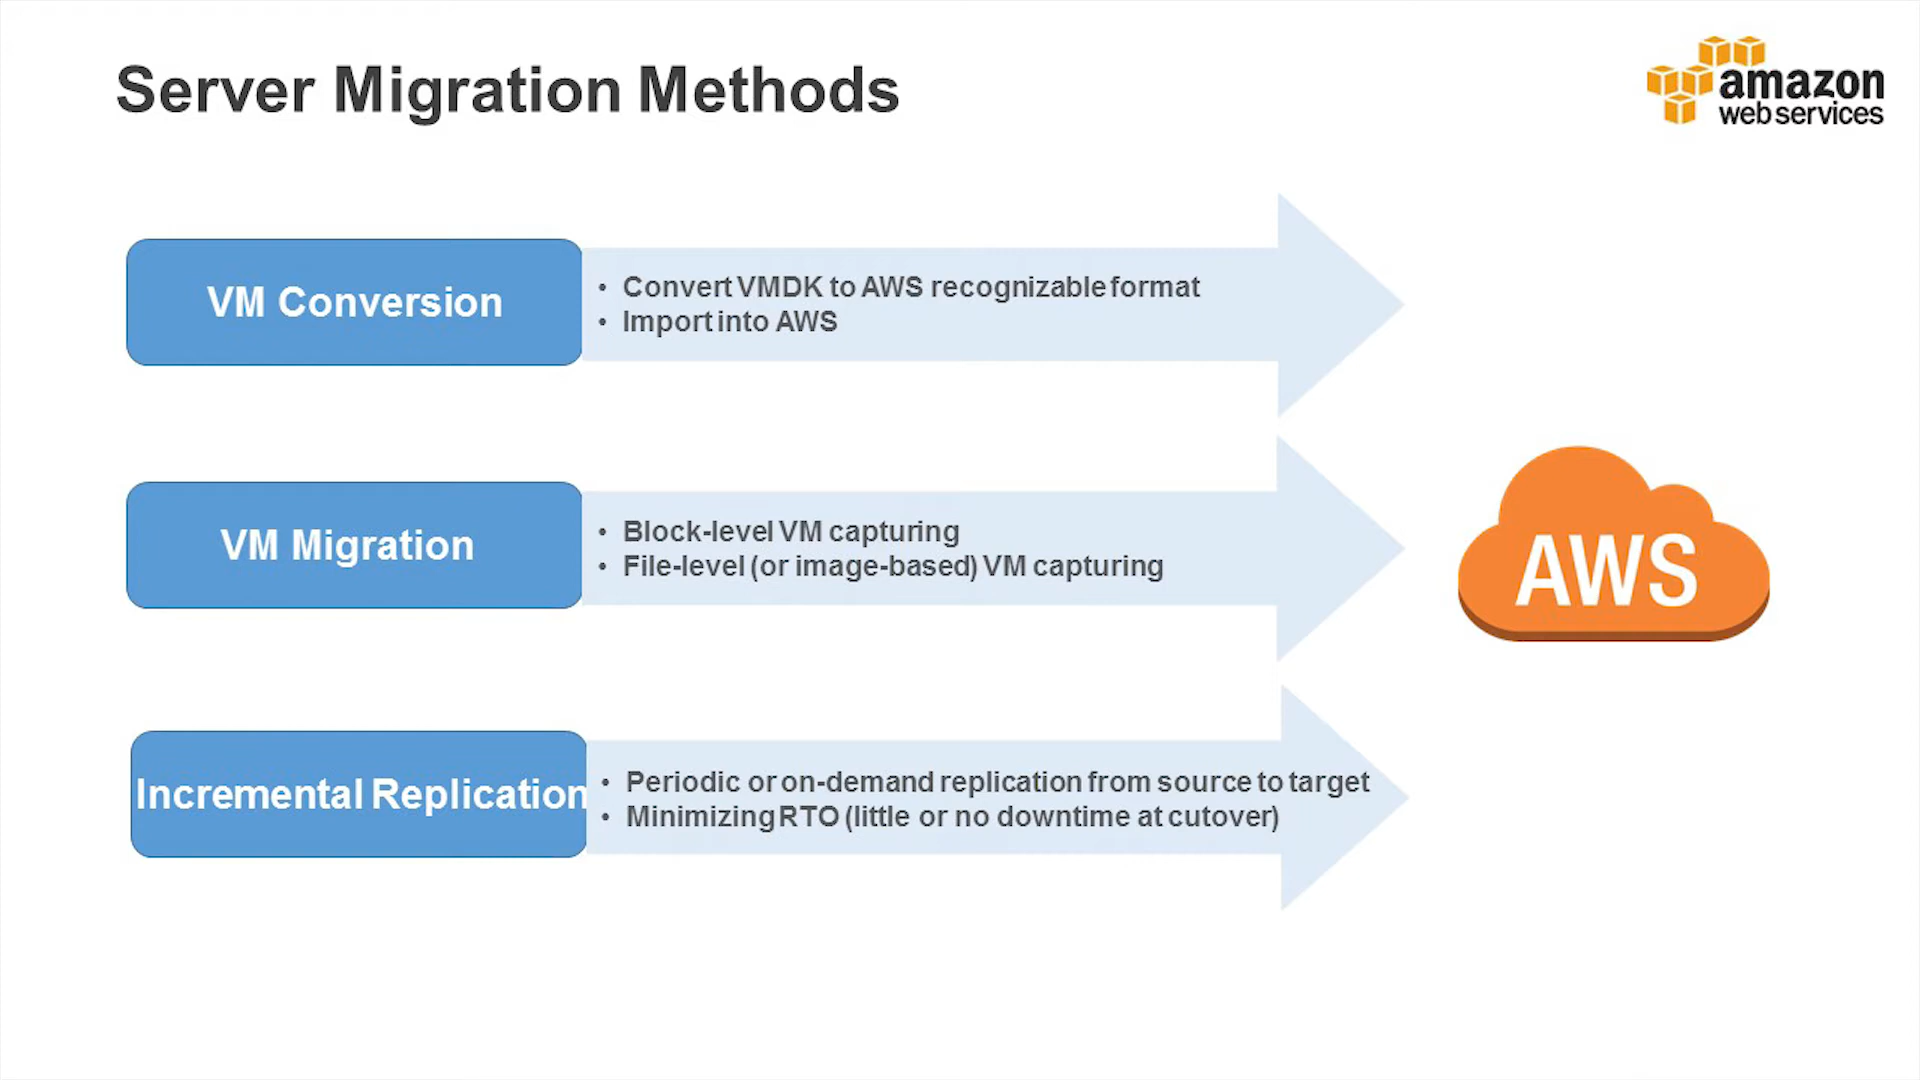 Server Migration Methods
amazon
web services
VM Conversion
• Convert VMDK to AWS recognizable format
• Import into AWS
VM Migration
• Block-level VM capturing
• File-level (or image-based) VM capturing
AWS
Incremental Replication
• Periodic or on-demand replication from source to target
• Minimizing RTO (little or no downtime at cutover)